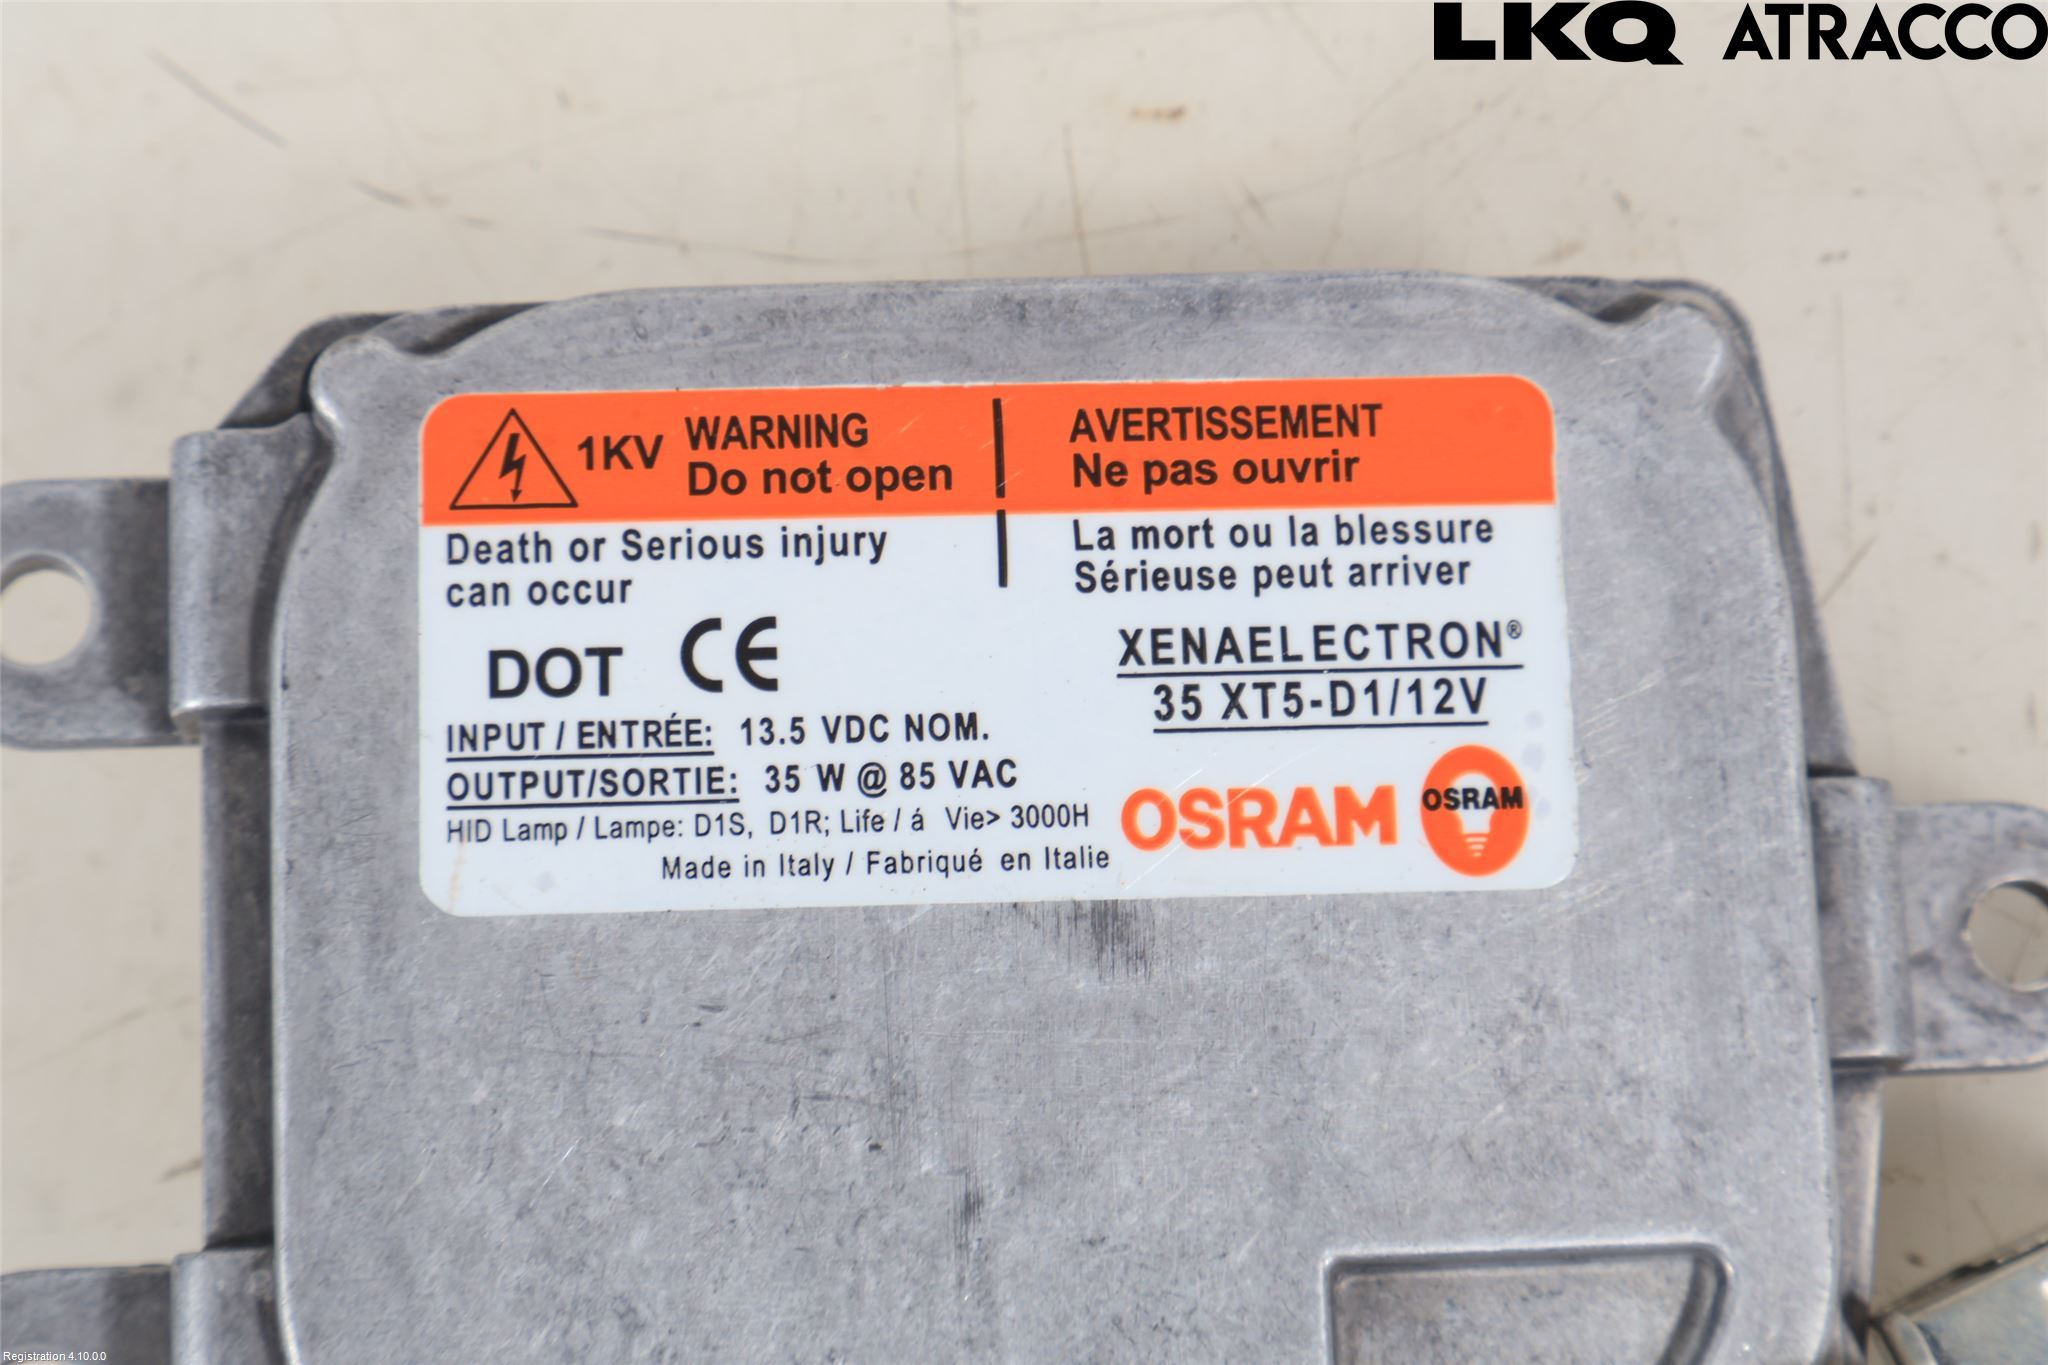 LKQ ATRACCO
1KV
WARNING
Do not open
AVERTISSEMENT
Ne pas ouvrir
Death or Serious injury
can occur
La mort ou la blessure
Sérieuse peut arriver
DOT CE
XENAELECTRON®
35 XT5-D1/12V
INPUT / ENTRÉE: 13.5 VDC NOM.
OUTPUT/SORTIE: 35 W @ 85 VAC
HID Lamp / Lampe: D1S, D1R; Life / á Vie> 3000H
Made in Italy / Fabriqué en Italie
OSRAM
OSRAM
Registration 4.10.0.0